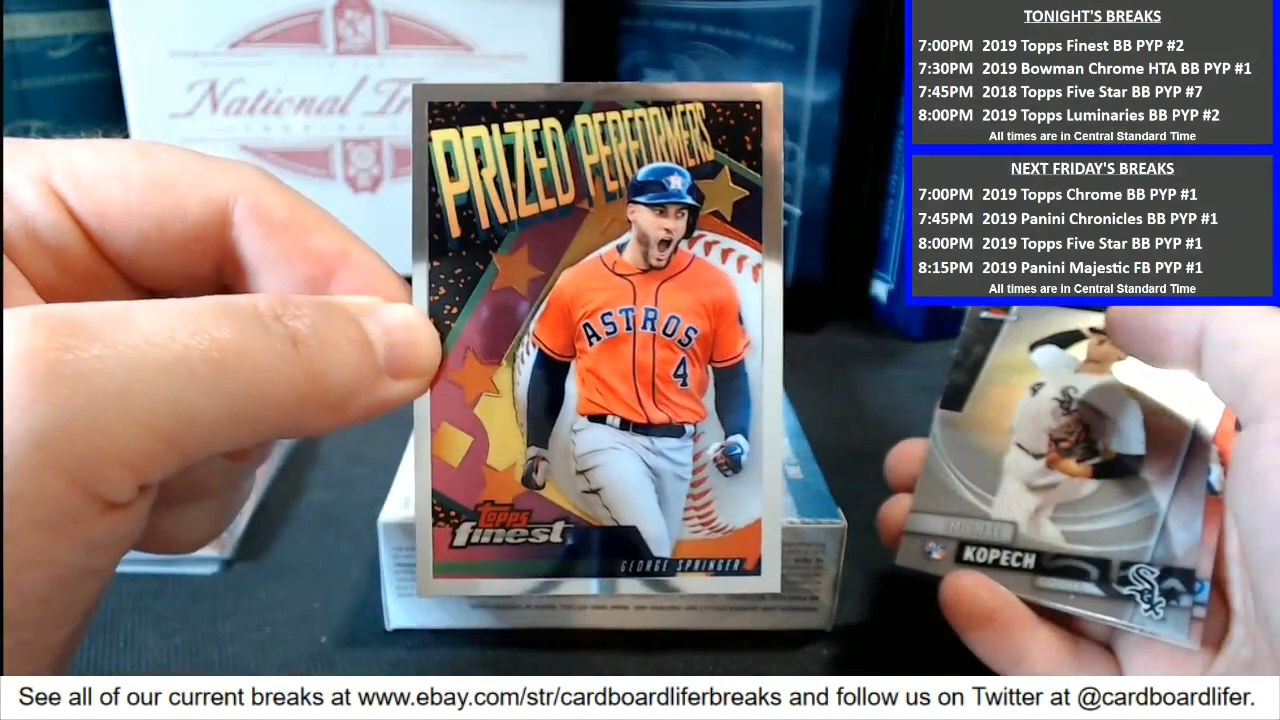 TONIGHT'S BREAKS
7:00PM 2019 Topps Finest BB PYP #2
7:30PM 2019 Bowman Chrome HTA BB PYP #1
7:45PM 2018 Topps Five Star BB PYP #7
8:00PM 2019 Topps Luminaries BB PYP #2
All times are in Central Standard Time
NEXT FRIDAY'S BREAKS
7:00PM 2019 Topps Chrome BB PYP #1
7:45PM 2019 Panini Chronicles BB PYP #1
8:00PM 2019 Topps Five Star BB PYP #1
8:15PM 2019 Panini Majestic FB PYP #1
All times are in Central Standard Time
National
PRIZED PERFORMERS
ASTROS
4
topps
finest
GEORGE SPRINGER
KOPECH
Sox
See all of our current breaks at www.ebay.com/str/cardboardliferbreaks and follow us on Twitter at @cardboardlifer.